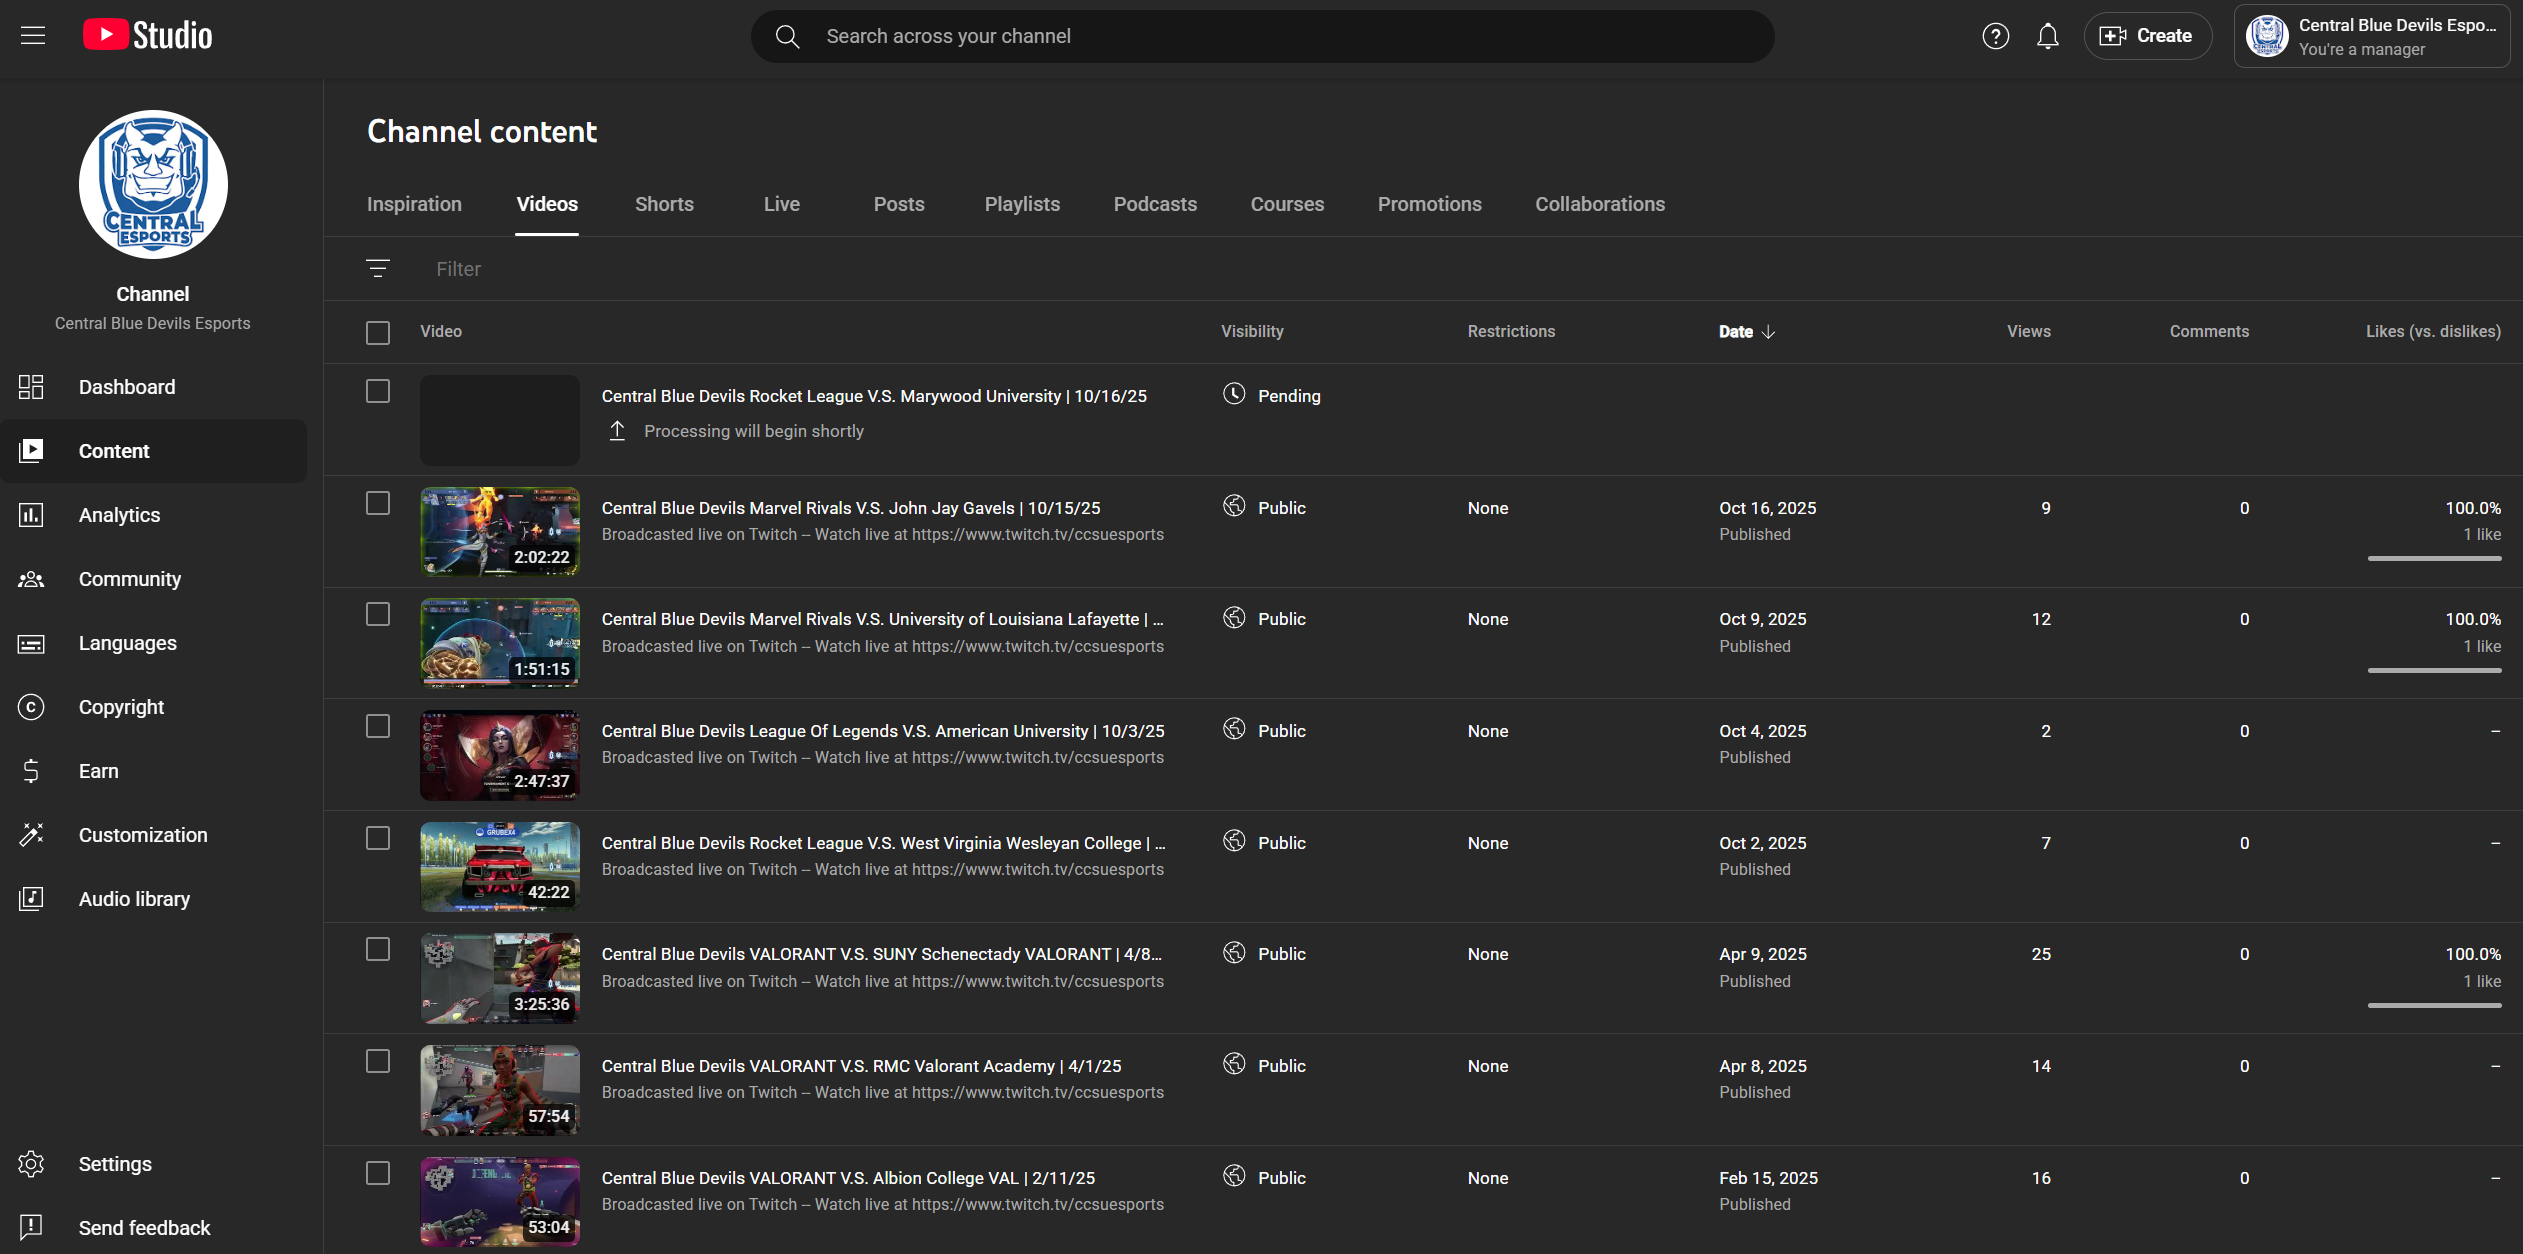 Studio
Search across your channel
Create
Central Blue Devils Espo...
You're a manager
CENTRAL
ESPORTS
Channel
Central Blue Devils Esports
Dashboard
Content
Analytics
Community
Languages
Copyright
Earn
Customization
Audio library
Settings
Send feedback
Channel content
Inspiration Videos Shorts Live Posts Playlists Podcasts Courses Promotions Collaborations
Filter
Video Visibility Restrictions Date Views Comments Likes (vs. dislikes)
Central Blue Devils Rocket League V.S. Marywood University | 10/16/25 Pending
Processing will begin shortly
Central Blue Devils Marvel Rivals V.S. John Jay Gavels | 10/15/25 Public None Oct 16, 2025 9 0 100.0%
Broadcasted live on Twitch -- Watch live at https://www.twitch.tv/ccsuesports Published 1 like
2:02:22
Central Blue Devils Marvel Rivals V.S. University of Louisiana Lafayette | ... Public None Oct 9, 2025 12 0 100.0%
Broadcasted live on Twitch -- Watch live at https://www.twitch.tv/ccsuesports Published 1 like
1:51:15
Central Blue Devils League Of Legends V.S. American University | 10/3/25 Public None Oct 4, 2025 2 0 –
Broadcasted live on Twitch -- Watch live at https://www.twitch.tv/ccsuesports Published
2:47:37
GRUBEX4
Central Blue Devils Rocket League V.S. West Virginia Wesleyan College | ... Public None Oct 2, 2025 7 0 –
Broadcasted live on Twitch -- Watch live at https://www.twitch.tv/ccsuesports Published
42:22
Central Blue Devils VALORANT V.S. SUNY Schenectady VALORANT | 4/8... Public None Apr 9, 2025 25 0 100.0%
Broadcasted live on Twitch -- Watch live at https://www.twitch.tv/ccsuesports Published 1 like
3:25:36
Central Blue Devils VALORANT V.S. RMC Valorant Academy | 4/1/25 Public None Apr 8, 2025 14 0 –
Broadcasted live on Twitch -- Watch live at https://www.twitch.tv/ccsuesports Published
57:54
Central Blue Devils VALORANT V.S. Albion College VAL | 2/11/25 Public None Feb 15, 2025 16 0 –
Broadcasted live on Twitch -- Watch live at https://www.twitch.tv/ccsuesports Published
53:04